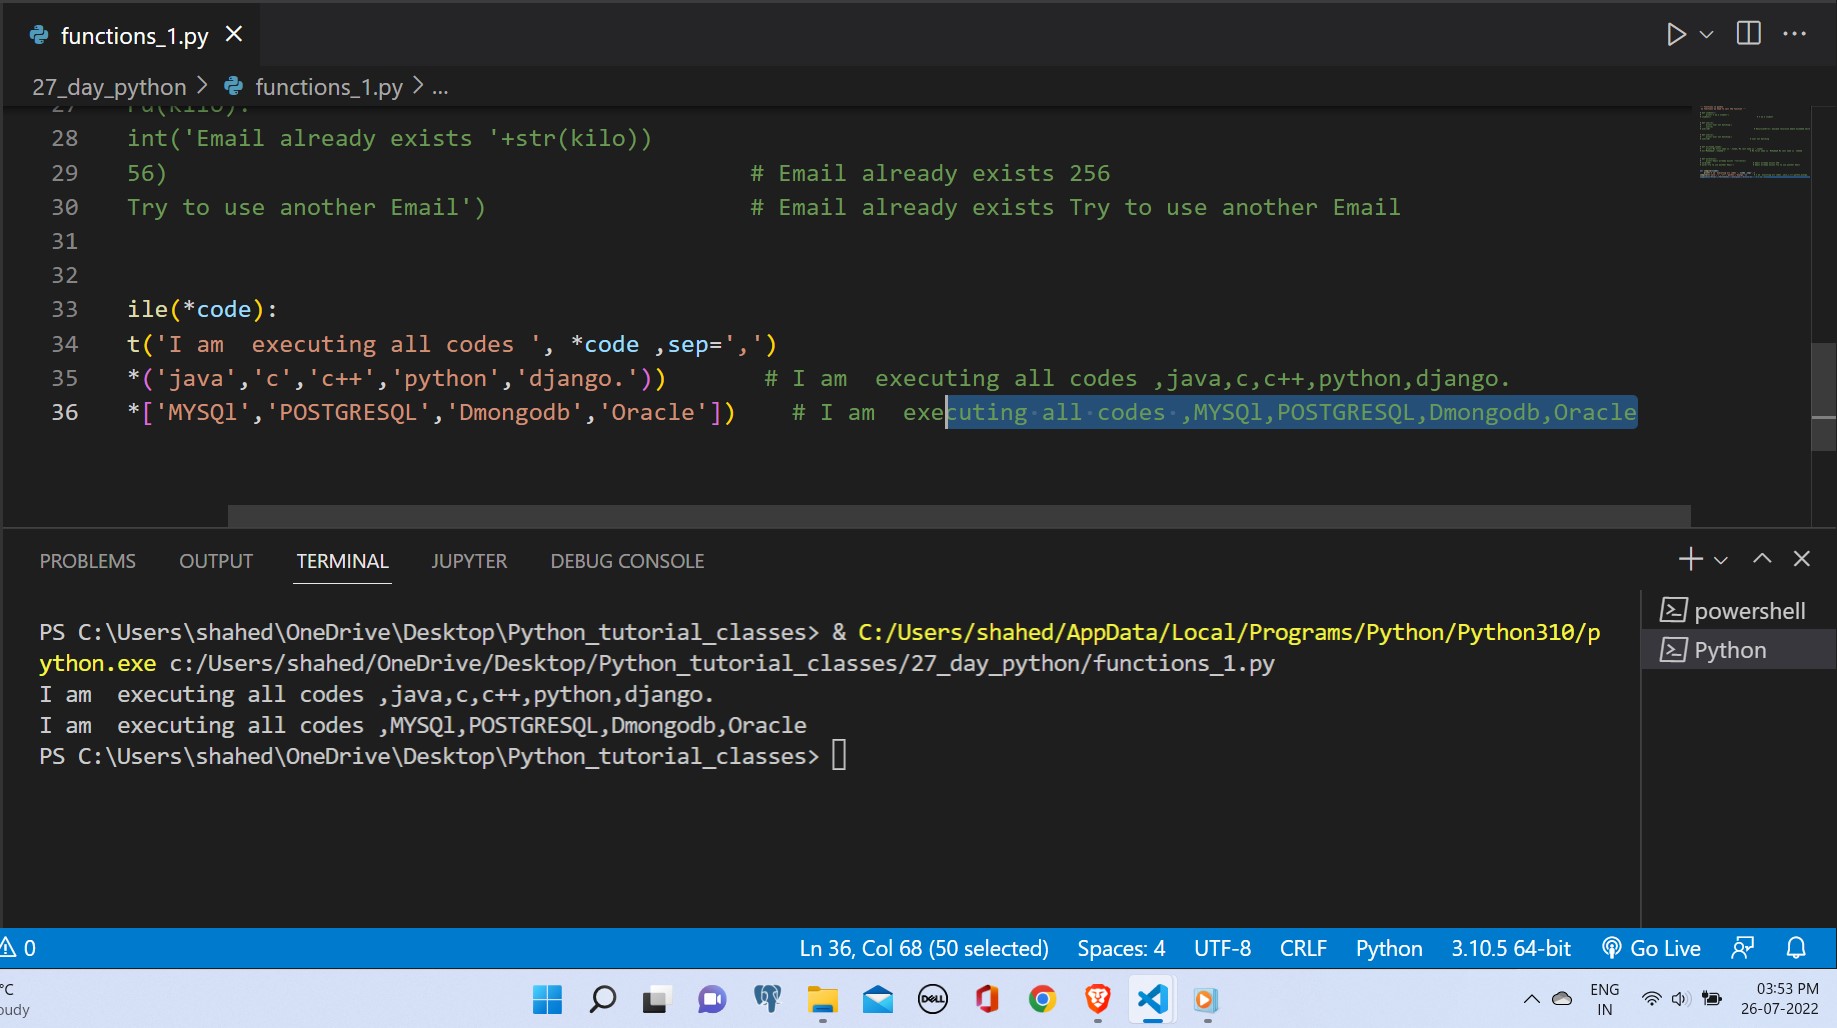 functions_1.py
27_day_python > functions_1.py > ...
28 int('Email already exists '+str(kilo))
29 56) # Email already exists 256
30 Try to use another Email') # Email already exists Try to use another Email
31
32
33 ile(*code):
34 t('I am  executing all codes ', *code ,sep=',')
35 *('java','c','c++','python','django.')) # I am  executing all codes ,java,c,c++,python,django.
36 *['MYSQl','POSTGRESQL','Dmongodb','Oracle']) # I am  executing all codes ,MYSQl,POSTGRESQL,Dmongodb,Oracle
PROBLEMS OUTPUT TERMINAL JUPYTER DEBUG CONSOLE
powershell
Python
PS C:\Users\shahed\OneDrive\Desktop\Python_tutorial_classes> & C:/Users/shahed/AppData/Local/Programs/Python/Python310/p
ython.exe c:/Users/shahed/OneDrive/Desktop/Python_tutorial_classes/27_day_python/functions_1.py
I am  executing all codes ,java,c,c++,python,django.
I am  executing all codes ,MYSQl,POSTGRESQL,Dmongodb,Oracle
PS C:\Users\shahed\OneDrive\Desktop\Python_tutorial_classes>
0 Ln 36, Col 68 (50 selected) Spaces: 4 UTF-8 CRLF Python 3.10.5 64-bit Go Live
°C
oudy
DELL
ENG
IN
03:53 PM
26-07-2022